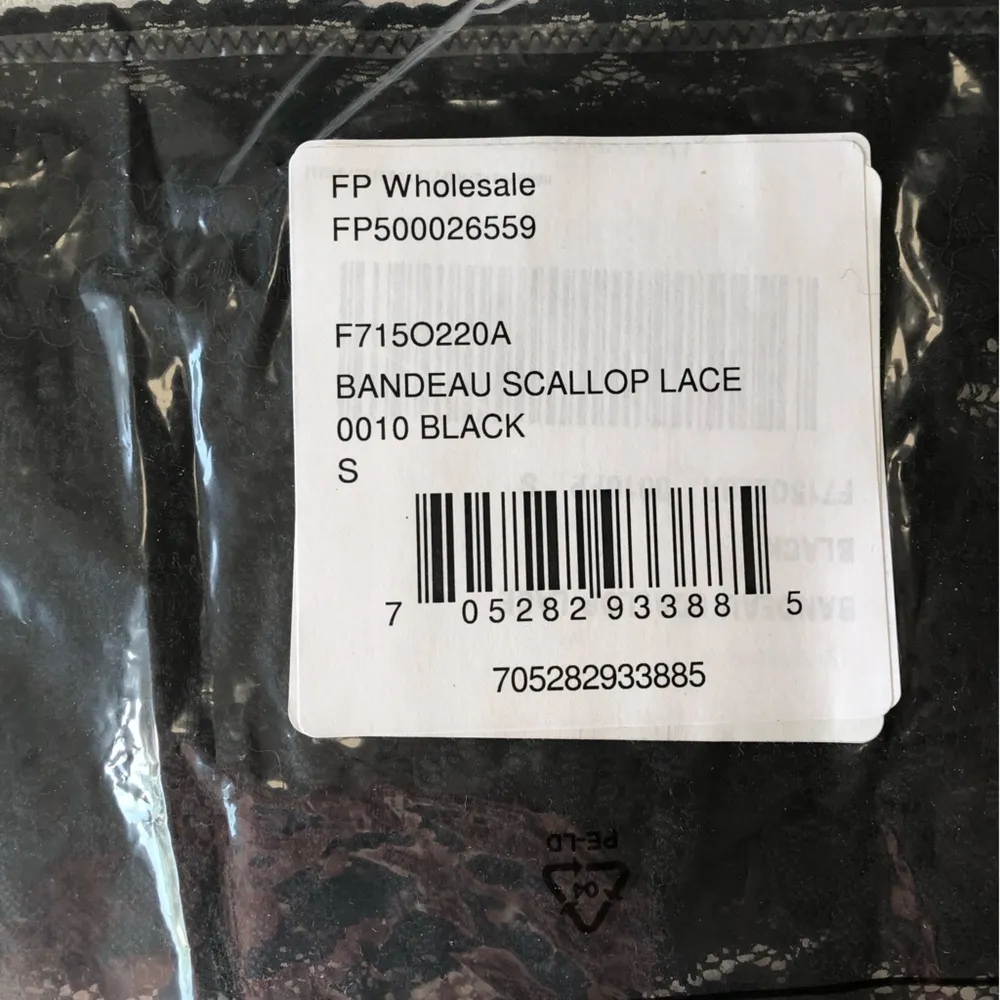 FP Wholesale
FP500026559
F715O220A
BANDEAU SCALLOP LACE
0010 BLACK
S
7 05282 93388 5
705282933885
PE-LD
04